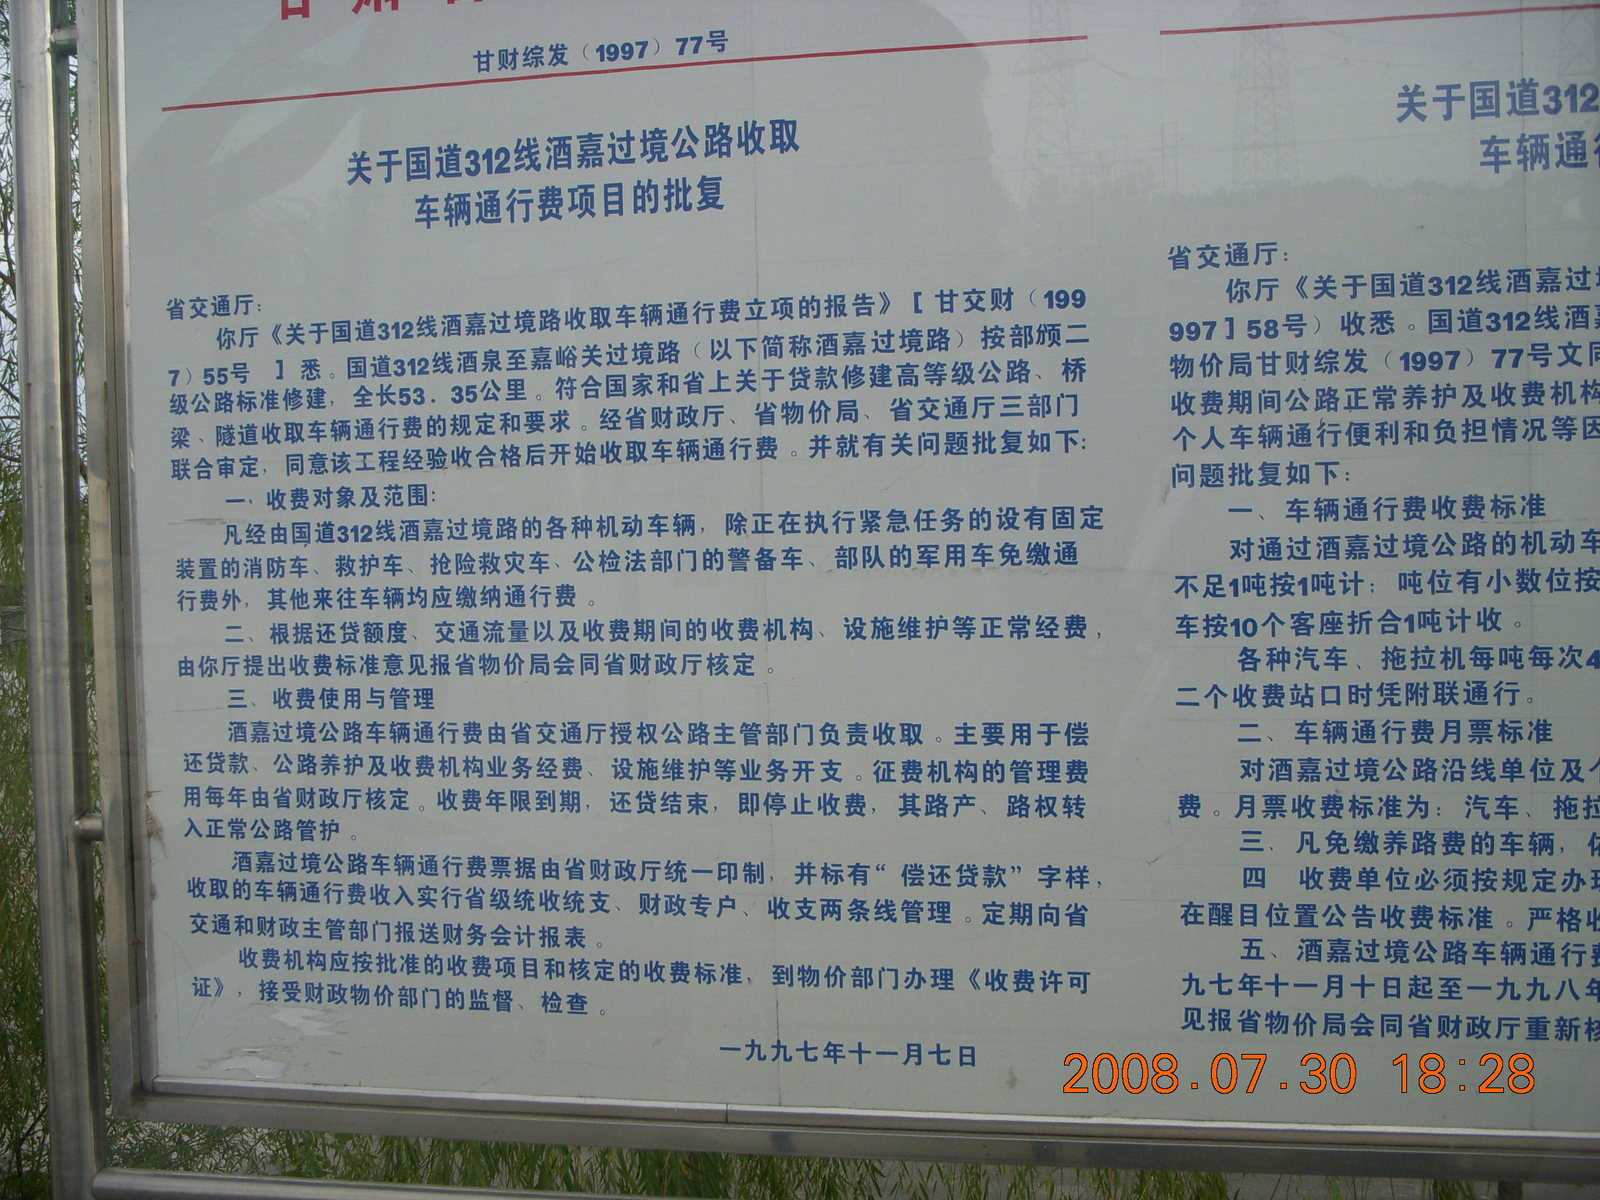 甘财综发（1997）77号
关于国道312线酒嘉过境公路收取
车辆通行费项目的批复
省交通厅：
你厅《关于国道312线酒嘉过境路收取车辆通行费立项的报告》［甘交财（199
7）55号 ］悉。国道312线酒泉至嘉峪关过境路（以下简称酒嘉过境路）按部颁二
级公路标准修建，全长53．35公里。符合国家和省上关于贷款修建高等级公路、桥
梁、隧道收取车辆通行费的规定和要求。经省财政厅、省物价局、省交通厅三部门
联合审定，同意该工程经验收合格后开始收取车辆通行费。并就有关问题批复如下：
一、收费对象及范围：
凡经由国道312线酒嘉过境路的各种机动车辆，除正在执行紧急任务的设有固定
装置的消防车、救护车、抢险救灾车、公检法部门的警备车、部队的军用车免缴通
行费外，其他来往车辆均应缴纳通行费。
二、根据还贷额度、交通流量以及收费期间的收费机构、设施维护等正常经费，
由你厅提出收费标准意见报省物价局会同省财政厅核定。
三、收费使用与管理
酒嘉过境公路车辆通行费由省交通厅授权公路主管部门负责收取。主要用于偿
还贷款、公路养护及收费机构业务经费、设施维护等业务开支。征费机构的管理费
用每年由省财政厅核定。收费年限到期，还贷结束，即停止收费，其路产、路权转
入正常公路管护。
酒嘉过境公路车辆通行费票据由省财政厅统一印制，并标有“偿还贷款”字样，
收取的车辆通行费收入实行省级统收统支、财政专户、收支两条线管理。定期向省
交通和财政主管部门报送财务会计报表。
收费机构应按批准的收费项目和核定的收费标准，到物价部门办理《收费许可
证》，接受财政物价部门的监督、检查。
一九九七年十一月七日
关于国道312
车辆通行
省交通厅：
你厅《关于国道312线酒嘉过
997］58号）收悉。国道312线酒
物价局甘财综发（1997）77号文同
收费期间公路正常养护及收费机构
个人车辆通行便利和负担情况等因
问题批复如下：
一、车辆通行费收费标准
对通过酒嘉过境公路的机动车
不足1吨按1吨计；吨位有小数位按
车按10个客座折合1吨计收。
各种汽车、拖拉机每吨每次4
二个收费站口时凭附联通行。
二、车辆通行费月票标准
对酒嘉过境公路沿线单位及个
费。月票收费标准为：汽车、拖拉
三、凡免缴养路费的车辆，
四 收费单位必须按规定办理
在醒目位置公告收费标准。严格收
五、酒嘉过境公路车辆通行费
九七年十一月十日起至一九九八年
见报省物价局会同省财政厅重新核
2008.07.30 18:28